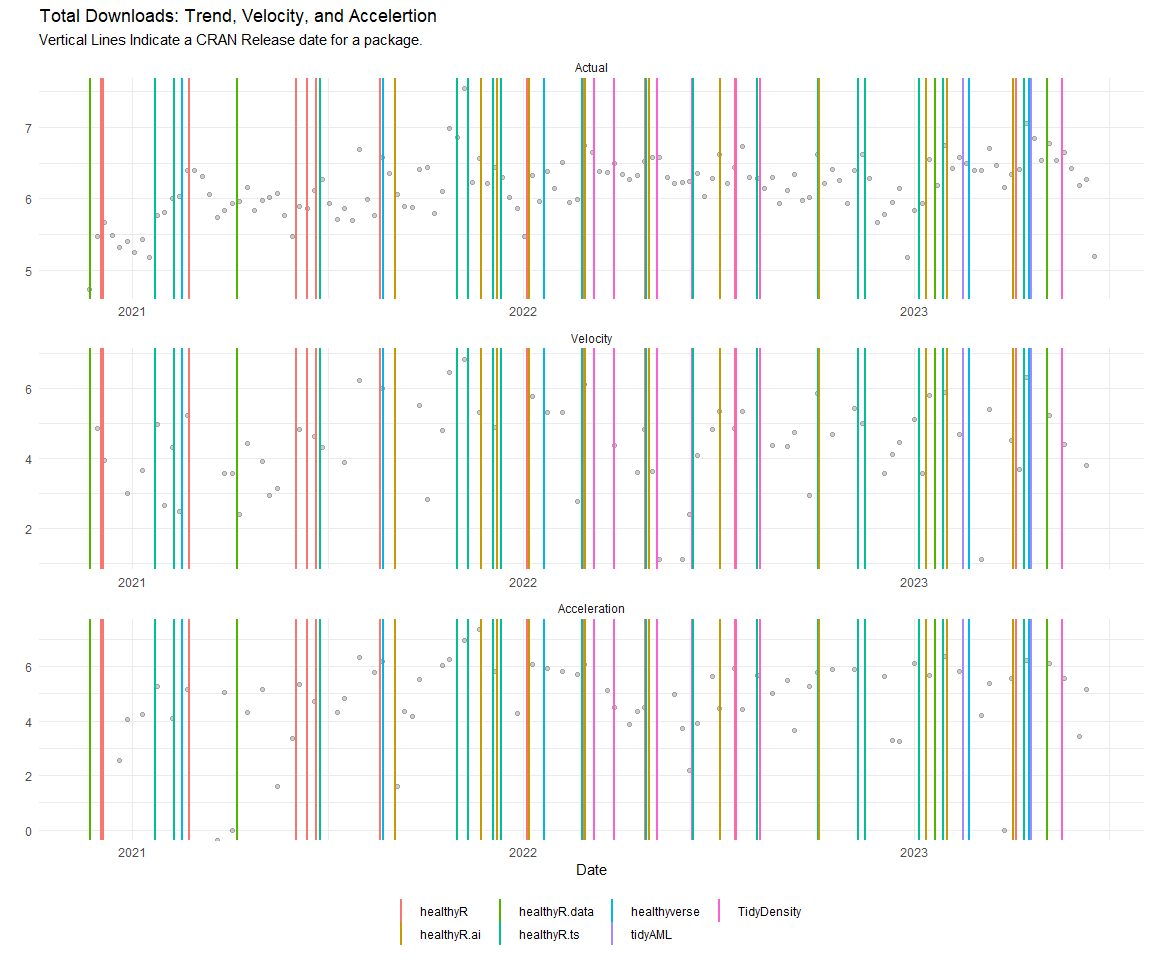 Total Downloads: Trend, Velocity, and Accelertion
Vertical Lines Indicate a CRAN Release date for a package.
Actual
7
6
5
2021 2022 2023
Velocity
6
4
2
2021 2022 2023
Acceleration
6
4
2
0
2021 2022 2023
Date
healthyR healthyR.data healthyverse TidyDensity
healthyR.ai healthyR.ts tidyAML